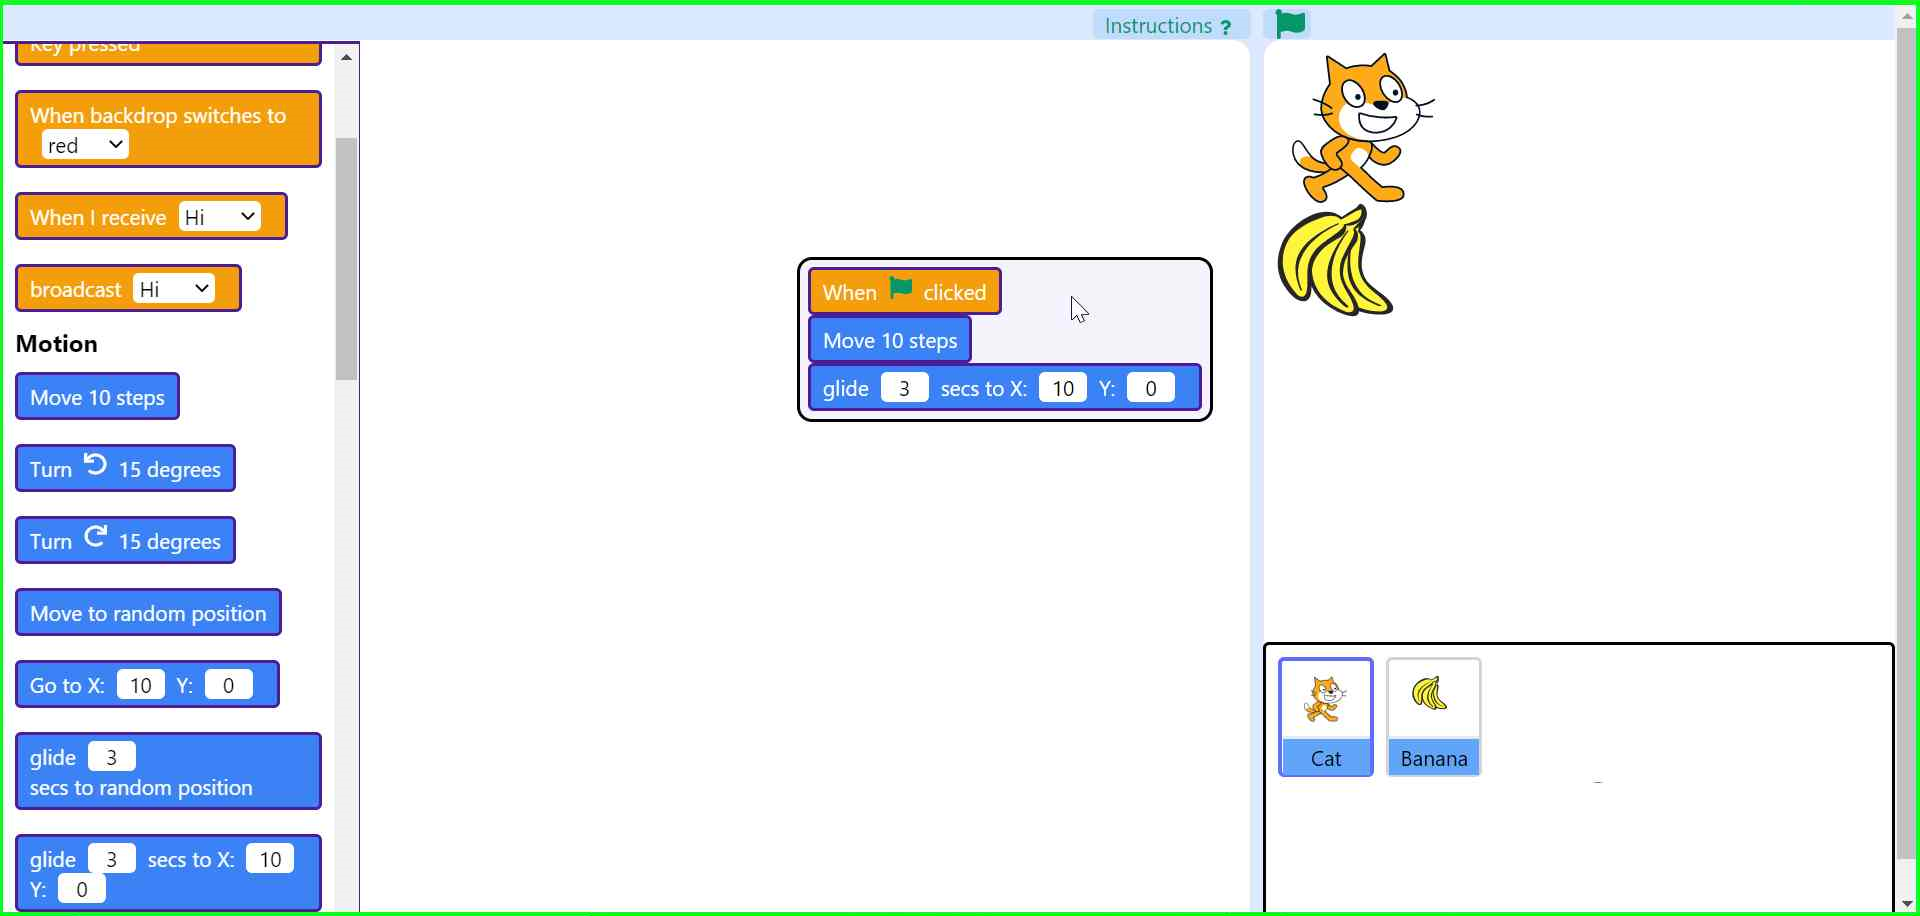 Instructions ?
key pressed
When backdrop switches to
red
When I receive Hi
broadcast Hi
Motion
Move 10 steps
Turn 15 degrees
Turn 15 degrees
Move to random position
Go to X: 10 Y: 0
glide 3
secs to random position
glide 3 secs to X: 10
Y: 0
When clicked
Move 10 steps
glide 3 secs to X: 10 Y: 0
Cat
Banana